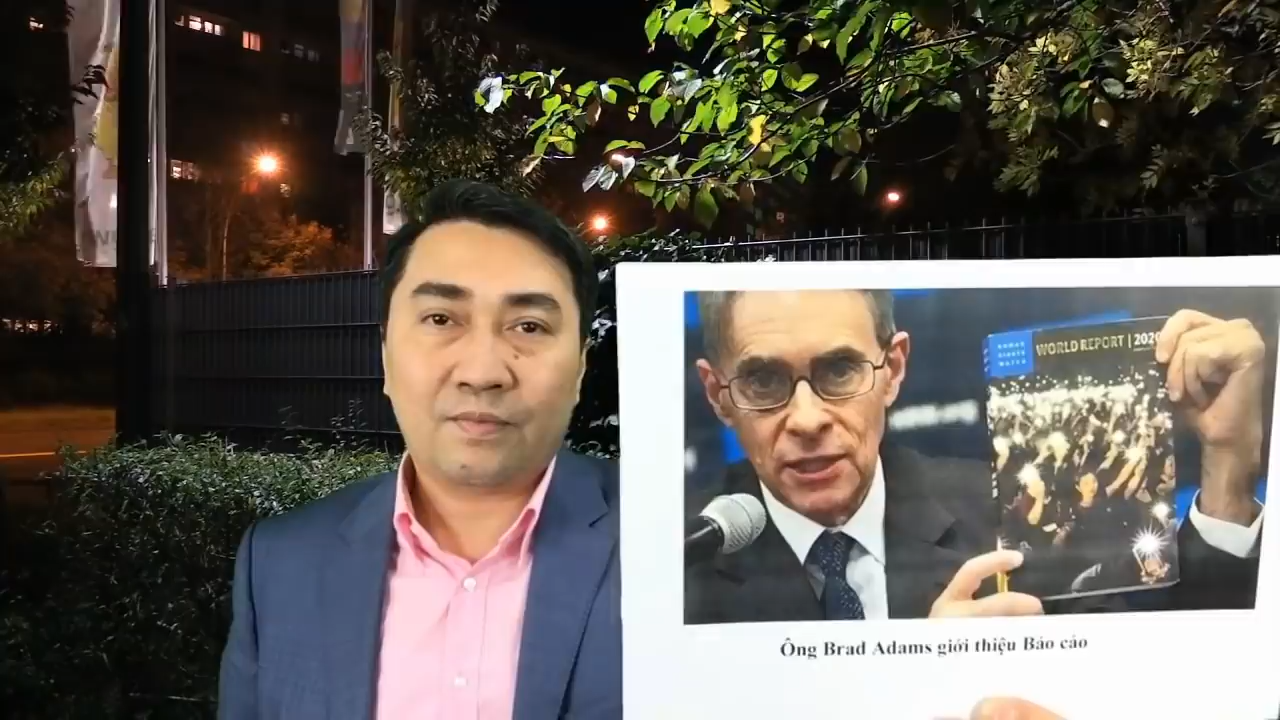 HUMAN
RIGHTS
WATCH
WORLD REPORT | 2020
Ông Brad Adams giới thiệu Báo cáo